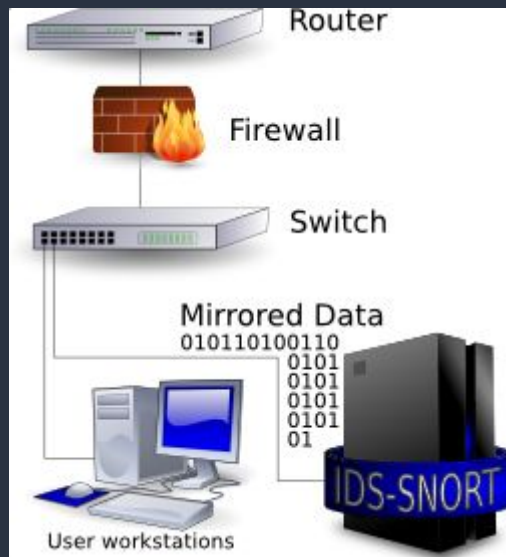 Router
Firewall
Switch
Mirrored Data
010110100110
0101
0101
0101
0101
01
IDS-SNORT
User workstations